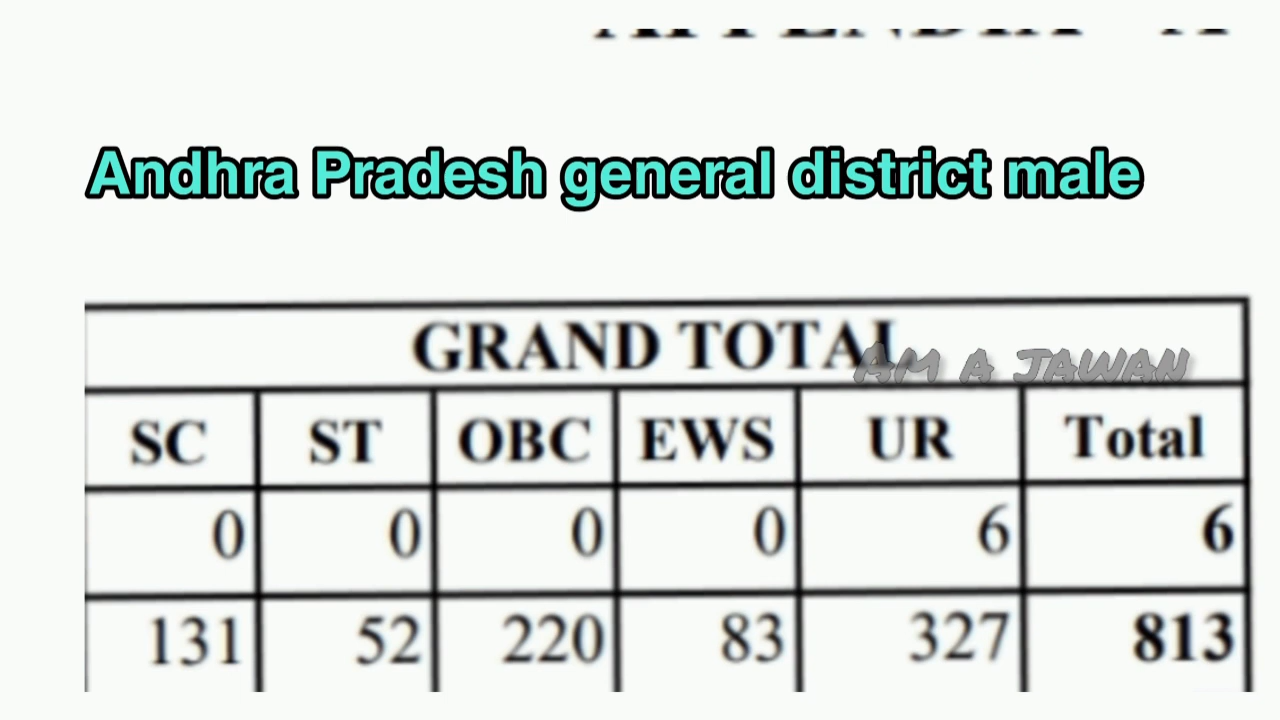 Andhra Pradesh general district male
GRAND TOTAL
AM A JAWAN
SC ST OBC EWS UR Total
0 0 0 0 6 6
131 52 220 83 327 813